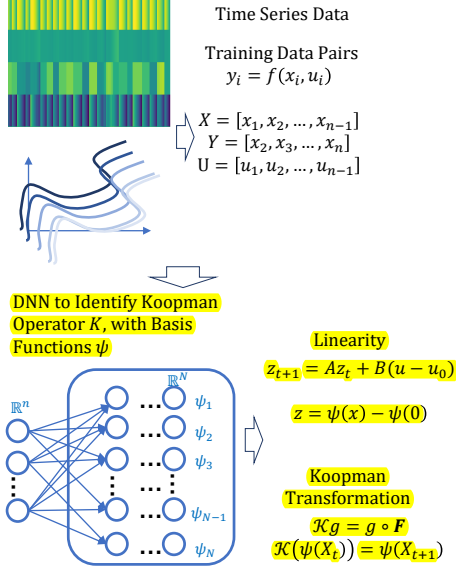 Time Series Data
Training Data Pairs
y_i = f(x_i, u_i)
X = [x_1, x_2, …, x_{n−1}]
Y = [x_2, x_3, …, x_n]
U = [u_1, u_2, …, u_{n−1}]
DNN to Identify Koopman
Operator K, with Basis
Functions ψ
ℝ^n
ℝ^N
ψ_1
ψ_2
ψ_3
ψ_{N−1}
ψ_N
Linearity
z_{t+1} = Az_t + B(u − u_0)
z = ψ(x) − ψ(0)
Koopman
Transformation
𝒦g = g ∘ F
𝒦(ψ(X_t)) = ψ(X_{t+1})